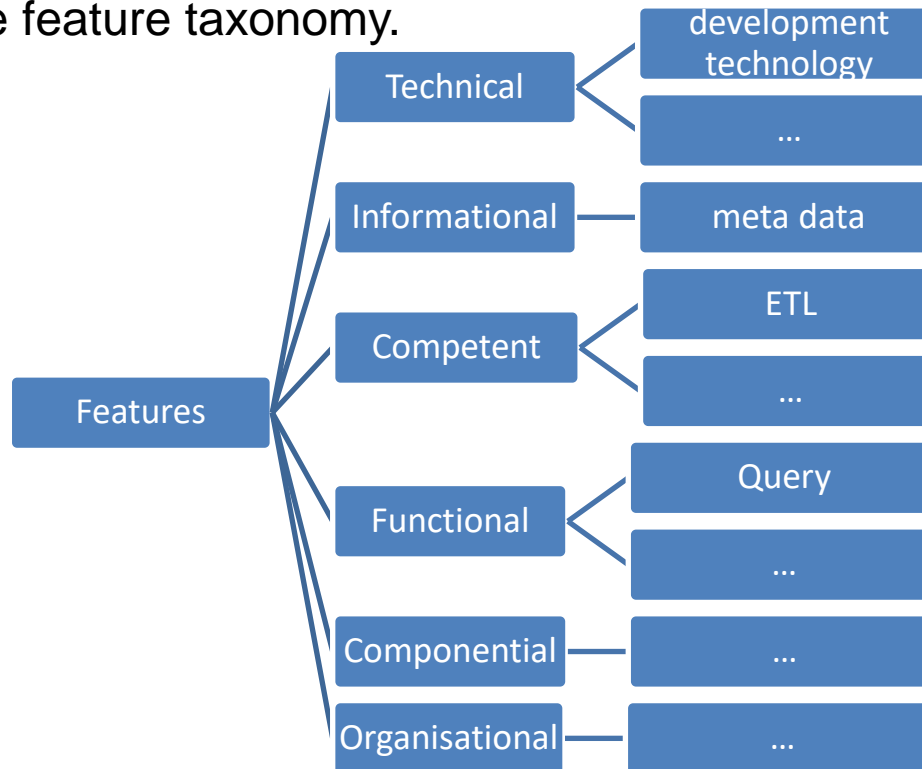 e feature taxonomy.
development
technology
Technical
...
Informational
meta data
ETL
Competent
...
Features
Query
Functional
...
Componential
...
Organisational
...